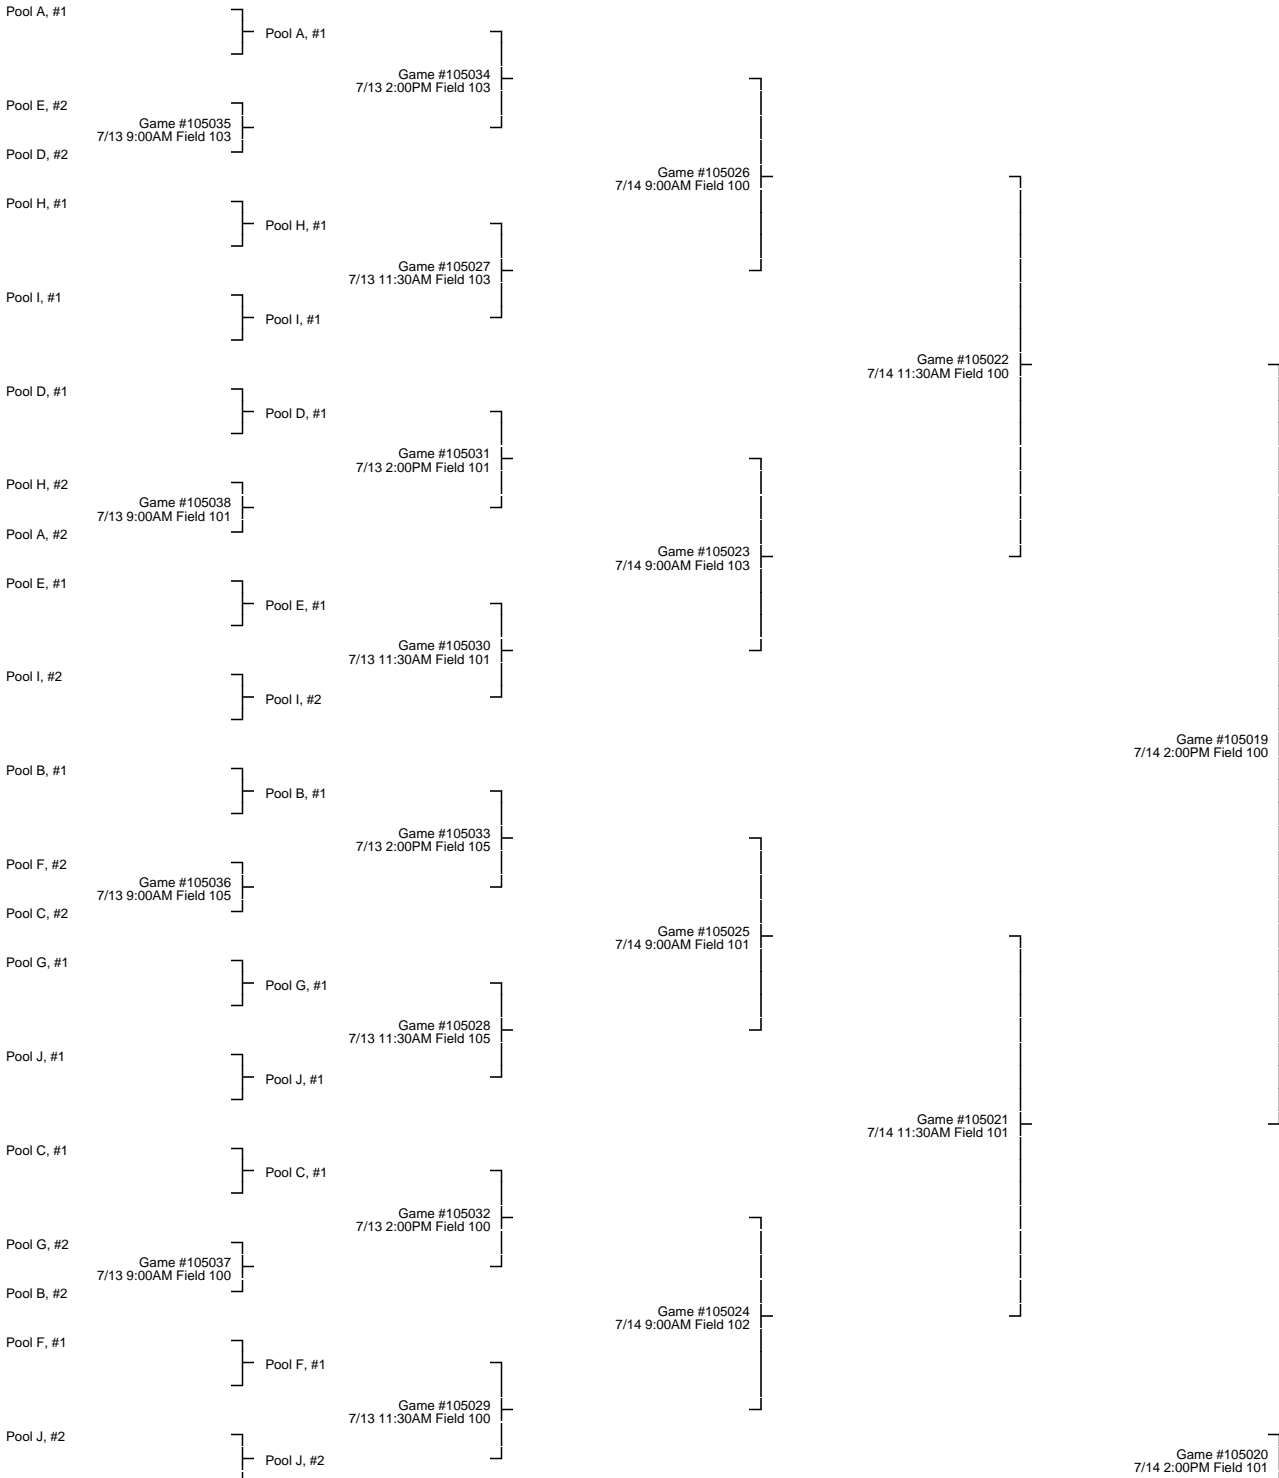 Pool A, #1
Pool A, #1
Game #105034
7/13 2:00PM Field 103
Pool E, #2
Game #105035
7/13 9:00AM Field 103
Pool D, #2
Game #105026
7/14 9:00AM Field 100
Pool H, #1
Pool H, #1
Game #105027
7/13 11:30AM Field 103
Pool I, #1
Pool I, #1
Game #105022
7/14 11:30AM Field 100
Pool D, #1
Pool D, #1
Game #105031
7/13 2:00PM Field 101
Pool H, #2
Game #105038
7/13 9:00AM Field 101
Pool A, #2
Game #105023
7/14 9:00AM Field 103
Pool E, #1
Pool E, #1
Game #105030
7/13 11:30AM Field 101
Pool I, #2
Pool I, #2
Game #105019
7/14 2:00PM Field 100
Pool B, #1
Pool B, #1
Game #105033
7/13 2:00PM Field 105
Pool F, #2
Game #105036
7/13 9:00AM Field 105
Pool C, #2
Game #105025
7/14 9:00AM Field 101
Pool G, #1
Pool G, #1
Game #105028
7/13 11:30AM Field 105
Pool J, #1
Pool J, #1
Game #105021
7/14 11:30AM Field 101
Pool C, #1
Pool C, #1
Game #105032
7/13 2:00PM Field 100
Pool G, #2
Game #105037
7/13 9:00AM Field 100
Pool B, #2
Game #105024
7/14 9:00AM Field 102
Pool F, #1
Pool F, #1
Game #105029
7/13 11:30AM Field 100
Pool J, #2
Pool J, #2
Game #105020
7/14 2:00PM Field 101